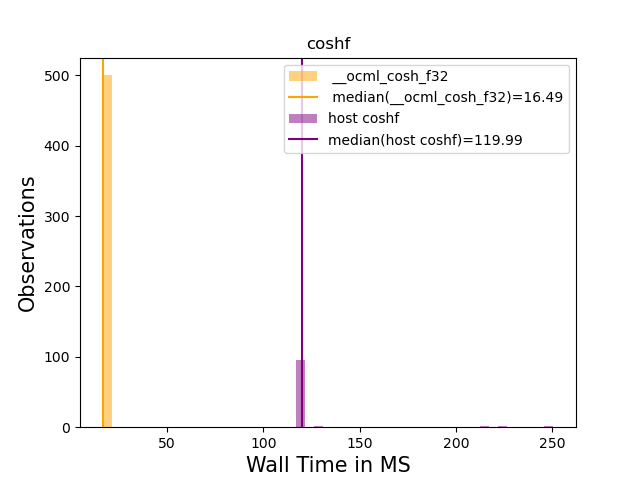 coshf
500
400
300
200
100
0
Observations
__ocml_cosh_f32
median(__ocml_cosh_f32)=16.49
host coshf
median(host coshf)=119.99
50 100 150 200 250
Wall Time in MS